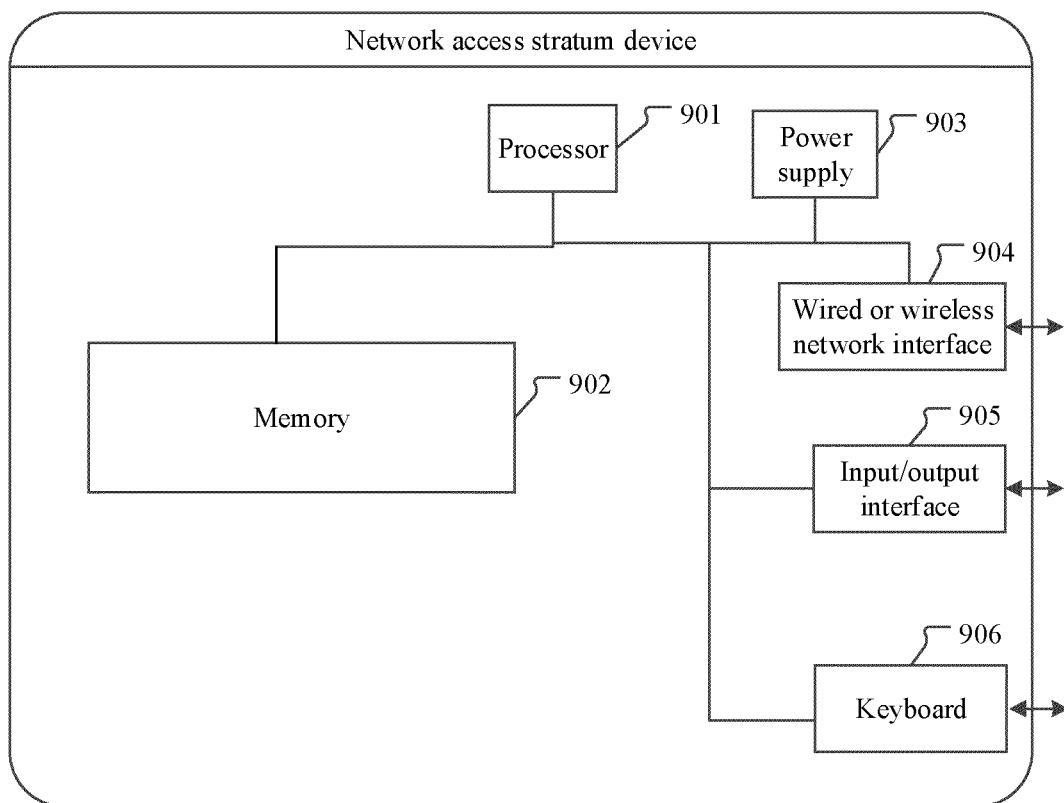 Network access stratum device
901
Processor
903
Power
supply
904
Wired or wireless
network interface
902
Memory
905
Input/output
interface
906
Keyboard